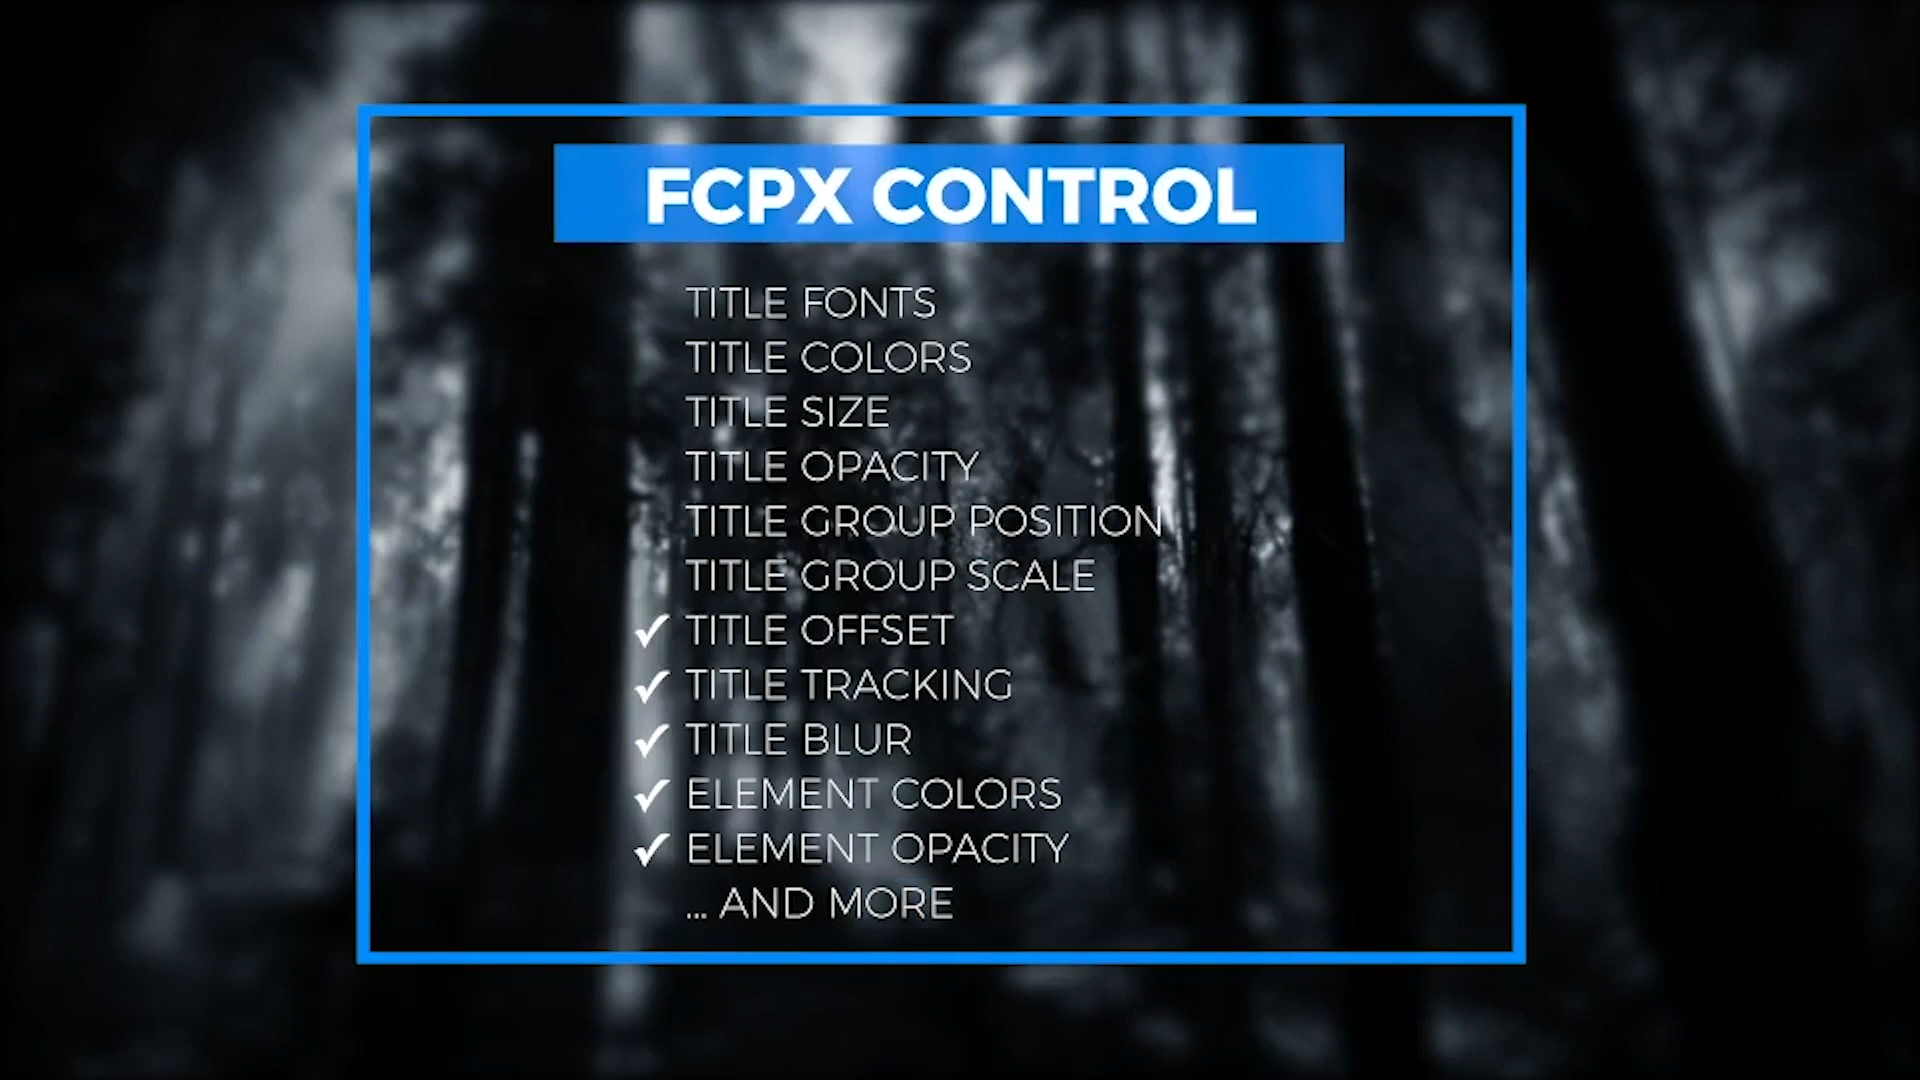 FCPX CONTROL
TITLE FONTS
TITLE COLORS
TITLE SIZE
TITLE OPACITY
TITLE GROUP POSITION
TITLE GROUP SCALE
✓ TITLE OFFSET
✓ TITLE TRACKING
✓ TITLE BLUR
✓ ELEMENT COLORS
✓ ELEMENT OPACITY
... AND MORE